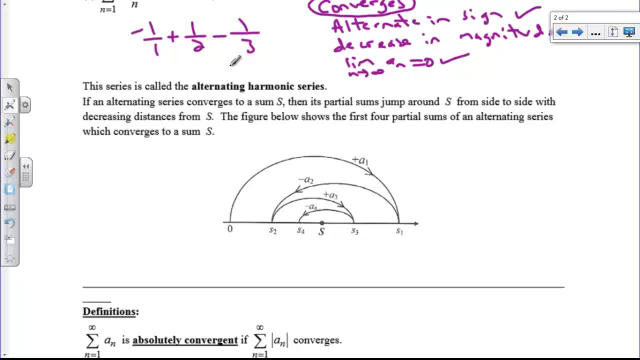 n=1 n
Converges
-1/1 + 1/2 - 1/3
Alternate in sign ✓
decrease in magnitud
lim a_n = 0 ✓
n→∞
2 of 2
This series is called the alternating harmonic series.
If an alternating series converges to a sum S, then its partial sums jump around S from side to side with
decreasing distances from S. The figure below shows the first four partial sums of an alternating series
which converges to a sum S.
+a₁
−a₂
+a₃
−a₄
0 s₂ s₄ S s₃ s₁
Definitions:
∞ ∞
∑ aₙ is absolutely convergent if ∑ |aₙ| converges.
n=1 n=1